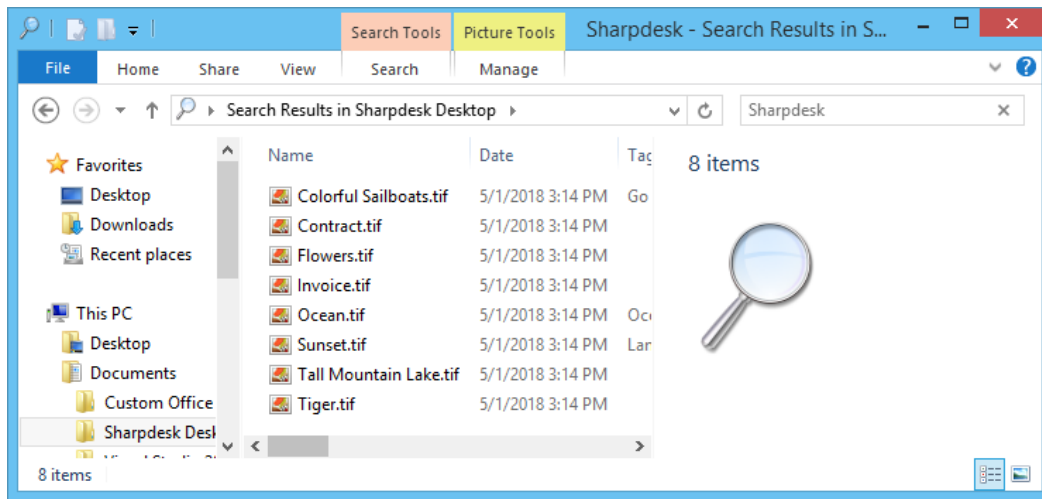 Search Tools Picture Tools Sharpdesk - Search Results in S...
File Home Share View Search Manage
Search Results in Sharpdesk Desktop Sharpdesk
Favorites
Desktop
Downloads
Recent places
This PC
Desktop
Documents
Custom Office
Sharpdesk Desk
Name Date Tag
Colorful Sailboats.tif 5/1/2018 3:14 PM Go
Contract.tif 5/1/2018 3:14 PM
Flowers.tif 5/1/2018 3:14 PM
Invoice.tif 5/1/2018 3:14 PM
Ocean.tif 5/1/2018 3:14 PM
Sunset.tif 5/1/2018 3:14 PM Lan
Tall Mountain Lake.tif 5/1/2018 3:14 PM
Tiger.tif 5/1/2018 3:14 PM
8 items
8 items